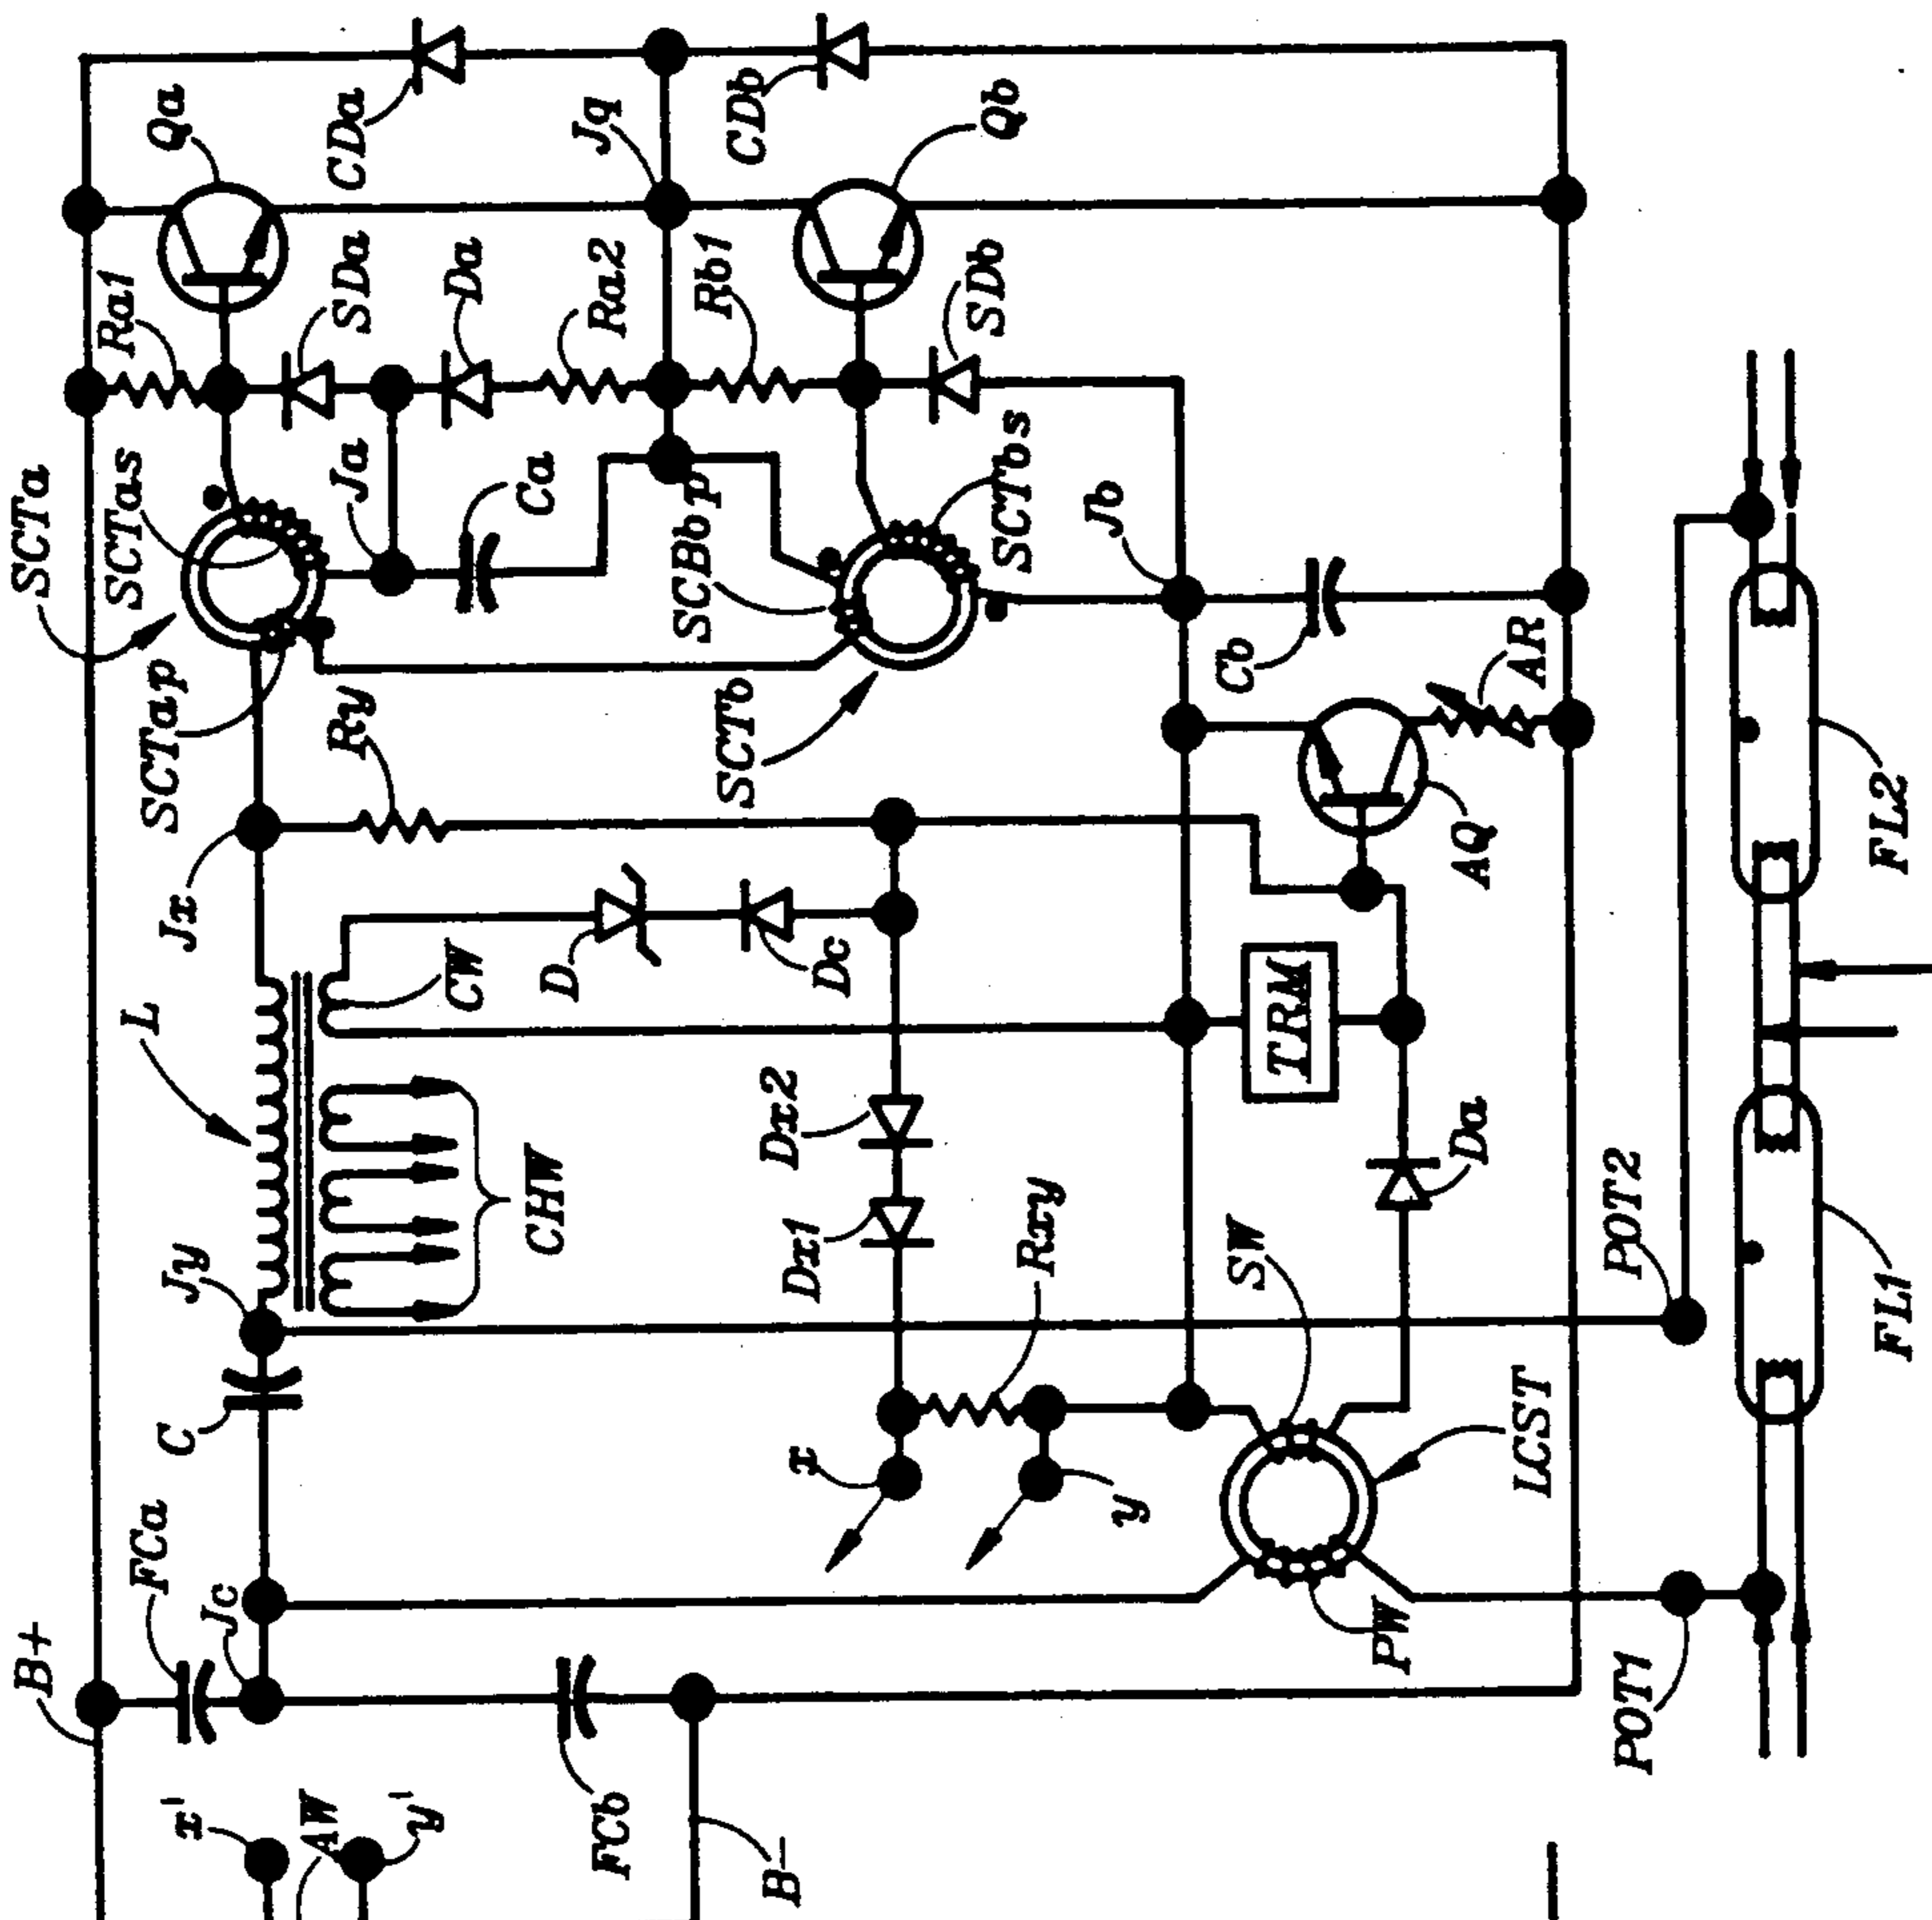 SCTa
SCTas
SCTap
Ra1
Qa
CDa
SDa
Da
Ja
Ca
Ra2
Jq
Rb1
CDb
Qb
SDb
SCBbp
SCTbs
SCTb
Jb
Cb
AR
AQ
Ry
Jx
L
CW
D
Dc
CHW
Dx2
Dx1
Rxy
TRM
Da
SW
LCST
PW
Jy
C
FCa
Jc
B+
x
y
FCb
B-
x'
AW
y'
POT2
POT1
FL2
FL1